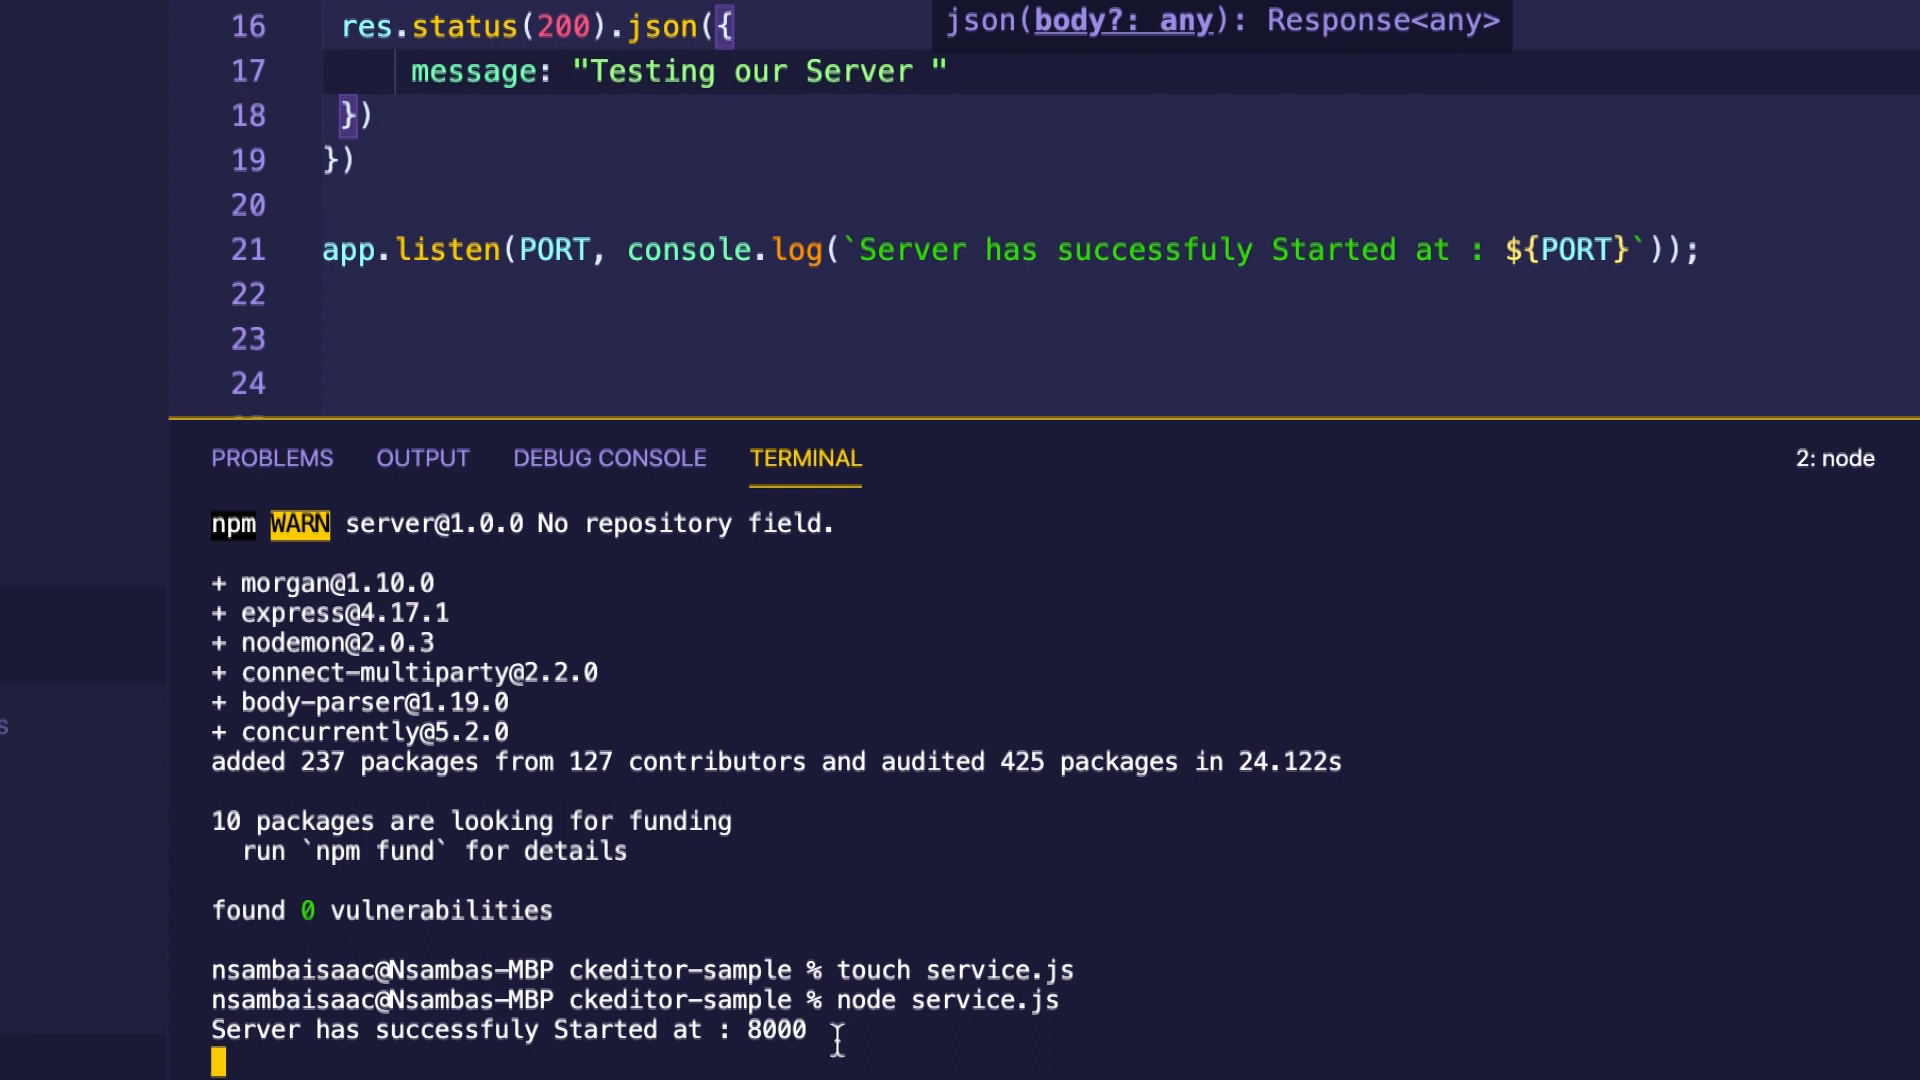 16 res.status(200).json({
json(body?: any): Response<any>
17 message: "Testing our Server "
18 })
19 })
20
21 app.listen(PORT, console.log(`Server has successfuly Started at : ${PORT}`));
22
23
24
PROBLEMS OUTPUT DEBUG CONSOLE TERMINAL 2: node
npm WARN server@1.0.0 No repository field.
+ morgan@1.10.0
+ express@4.17.1
+ nodemon@2.0.3
+ connect-multiparty@2.2.0
+ body-parser@1.19.0
+ concurrently@5.2.0
added 237 packages from 127 contributors and audited 425 packages in 24.122s
10 packages are looking for funding
run `npm fund` for details
found 0 vulnerabilities
nsambaisaac@Nsambas-MBP ckeditor-sample % touch service.js
nsambaisaac@Nsambas-MBP ckeditor-sample % node service.js
Server has successfuly Started at : 8000
s